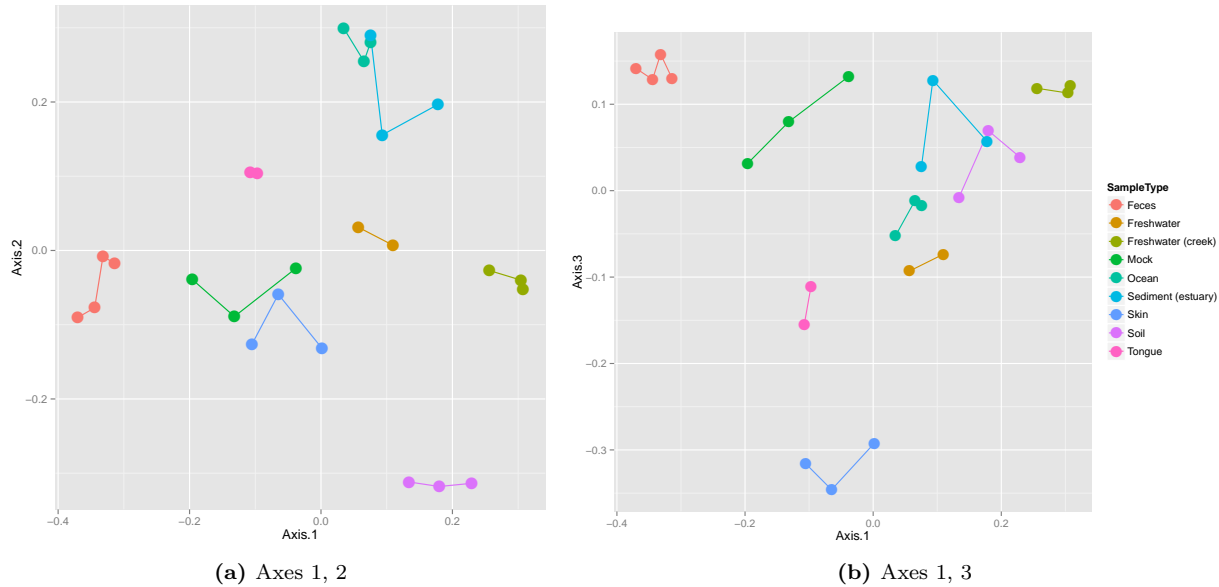 0.2
0.0
−0.2
Axis.2
−0.4
−0.2
0.0
0.2
Axis.1
(a) Axes 1, 2
0.1
0.0
−0.1
−0.2
−0.3
Axis.3
−0.4
−0.2
0.0
0.2
Axis.1
(b) Axes 1, 3
SampleType
Feces
Freshwater
Freshwater (creek)
Mock
Ocean
Sediment (estuary)
Skin
Soil
Tongue